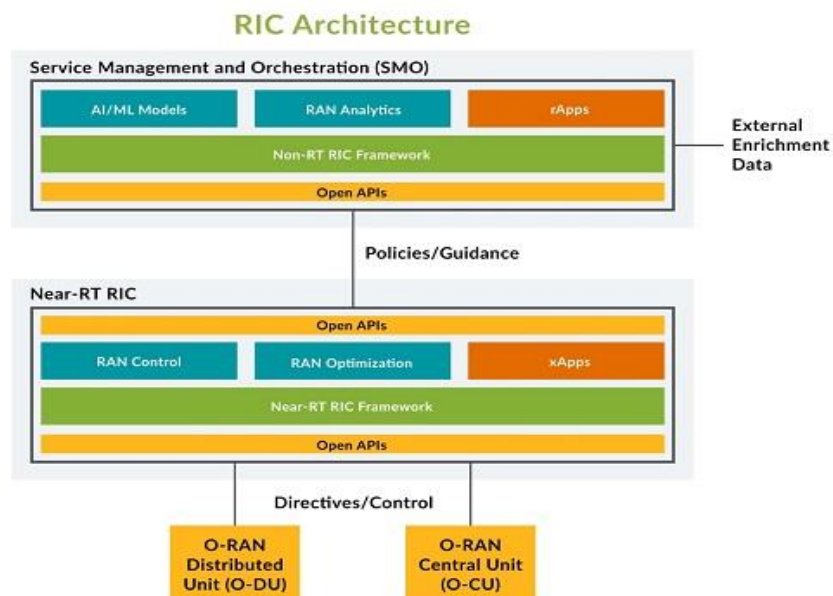 RIC Architecture
Service Management and Orchestration (SMO)
AI/ML Models
RAN Analytics
rApps
Non-RT RIC Framework
Open APIs
External
Enrichment
Data
Policies/Guidance
Near-RT RIC
Open APIs
RAN Control
RAN Optimization
xApps
Near-RT RIC Framework
Open APIs
Directives/Control
O-RAN
Distributed
Unit (O-DU)
O-RAN
Central Unit
(O-CU)